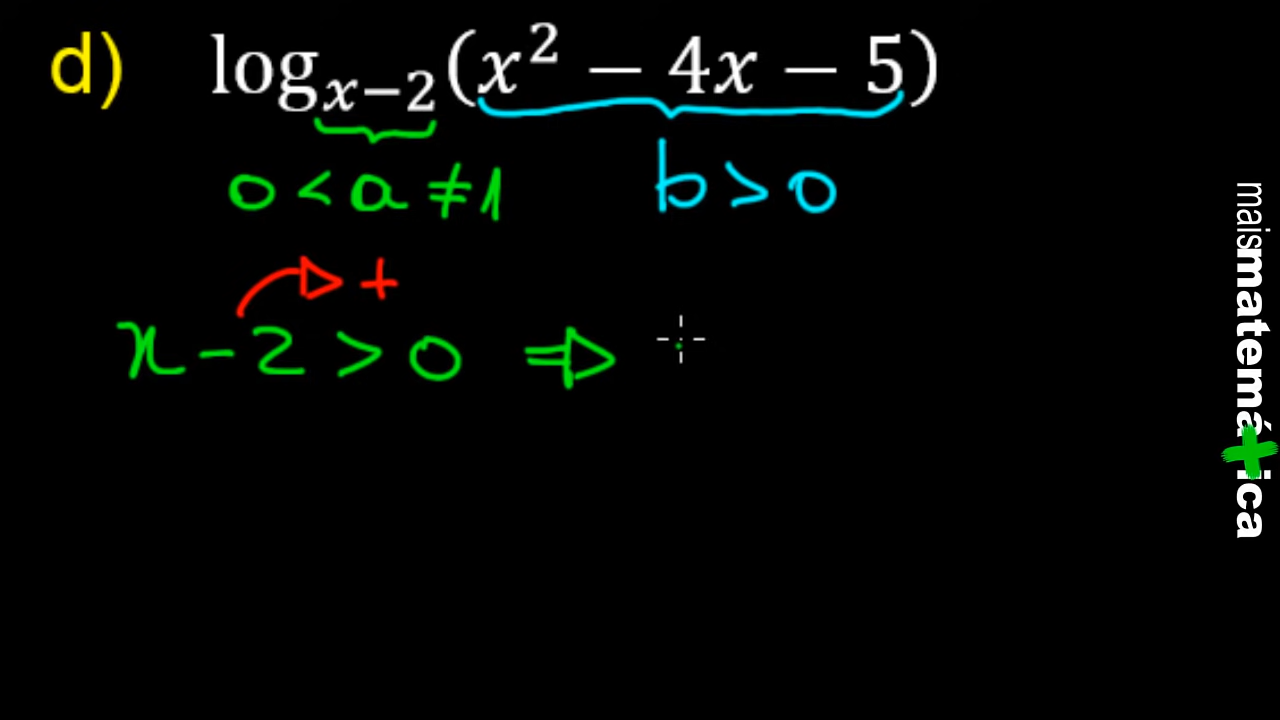 d) log_{x-2}(x² − 4x − 5)
0 < a ≠ 1 b > 0
+
x - 2 > 0 ⇒
maismatemática